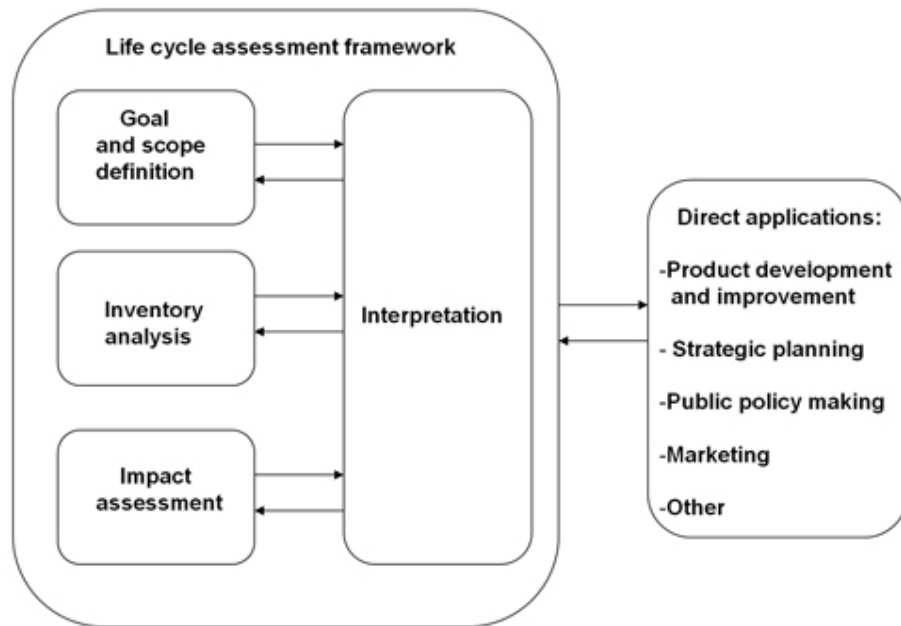 Life cycle assessment framework
Goal
and scope
definition
Inventory
analysis
Impact
assessment
Interpretation
Direct applications:
-Product development
and improvement
- Strategic planning
-Public policy making
-Marketing
-Other